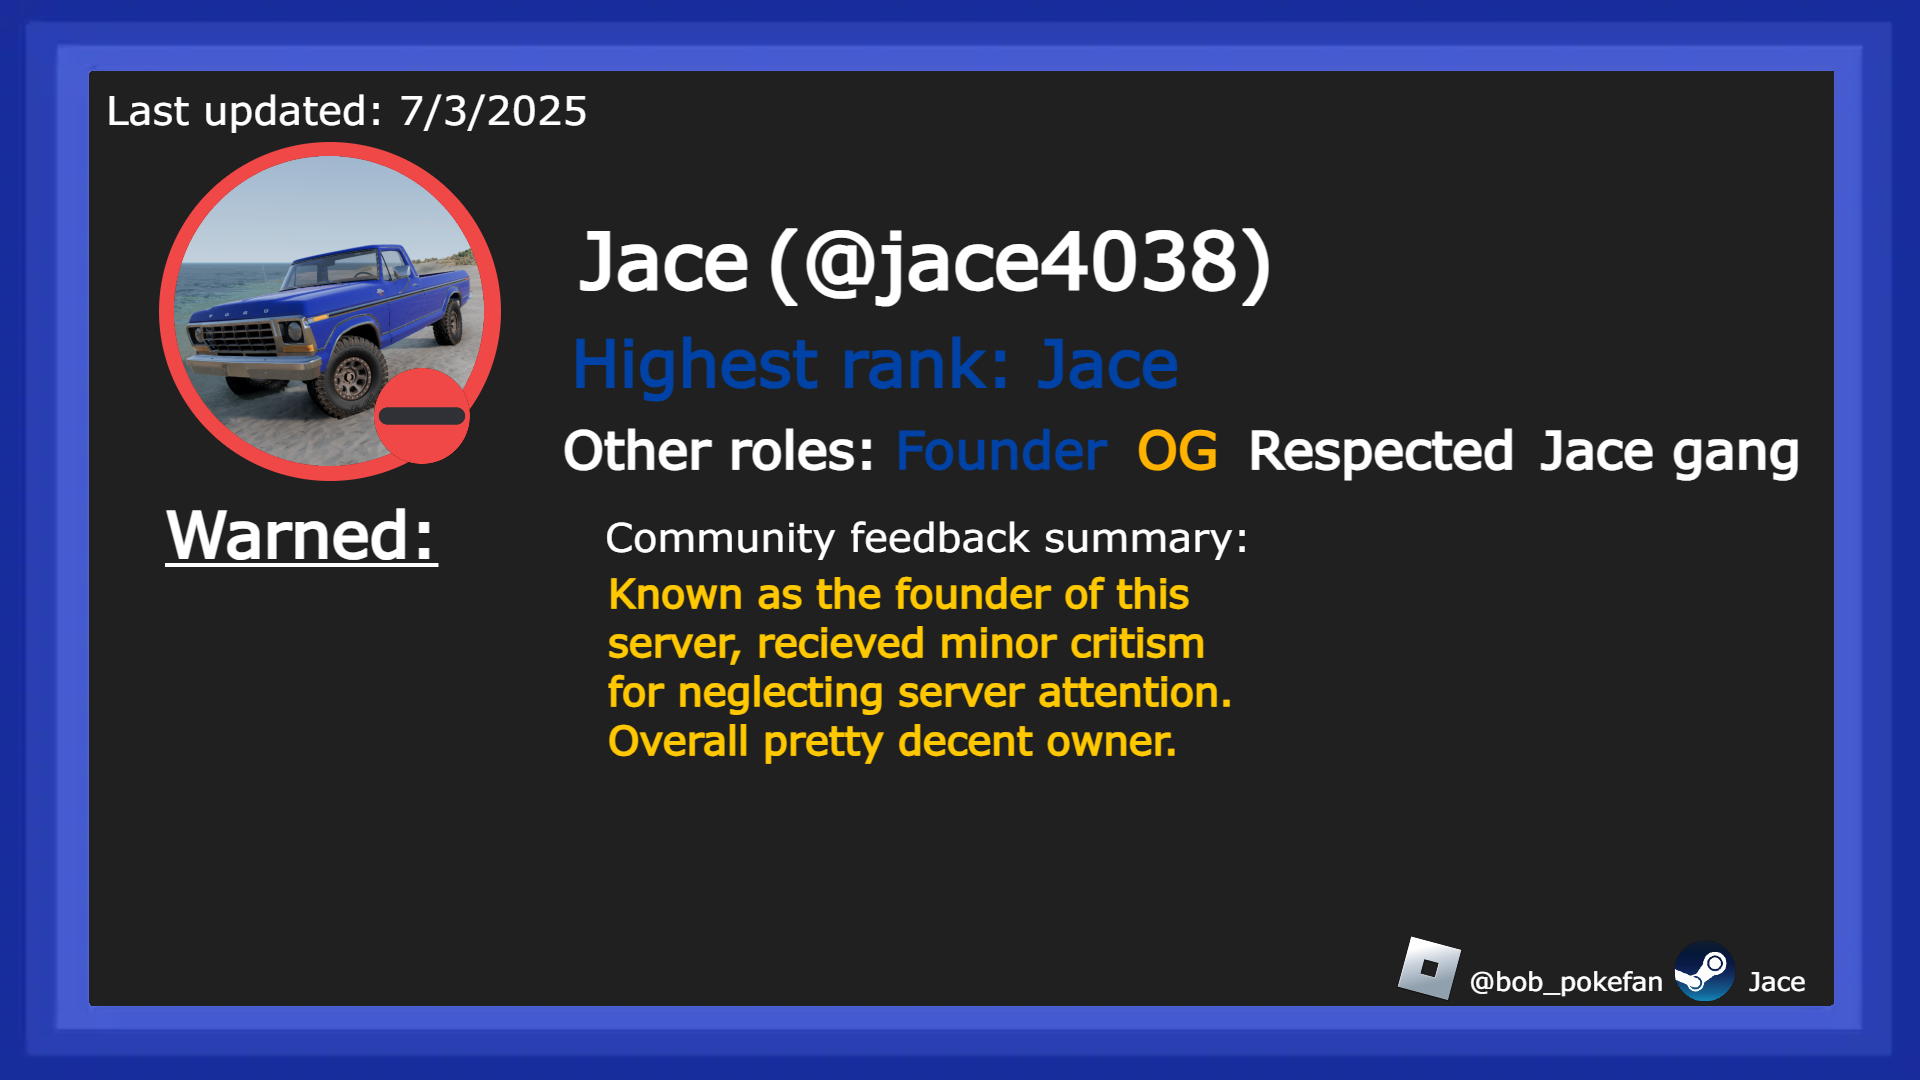 Last updated: 7/3/2025
Jace (@jace4038)
Highest rank: Jace
Other roles: Founder OG Respected Jace gang
Warned:
Community feedback summary:
Known as the founder of this
server, recieved minor critism
for neglecting server attention.
Overall pretty decent owner.
FORD
@bob_pokefan Jace